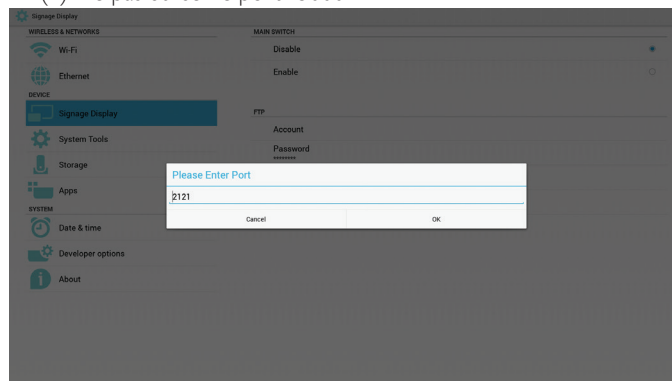 Signage Display
WIRELESS & NETWORKS
Wi-Fi
Ethernet
DEVICE
Signage Display
System Tools
Storage
Apps
SYSTEM
Date & time
Developer options
About
MAIN SWITCH
Disable
Enable
FTP
Account
Password
********
Please Enter Port
2121
Cancel OK